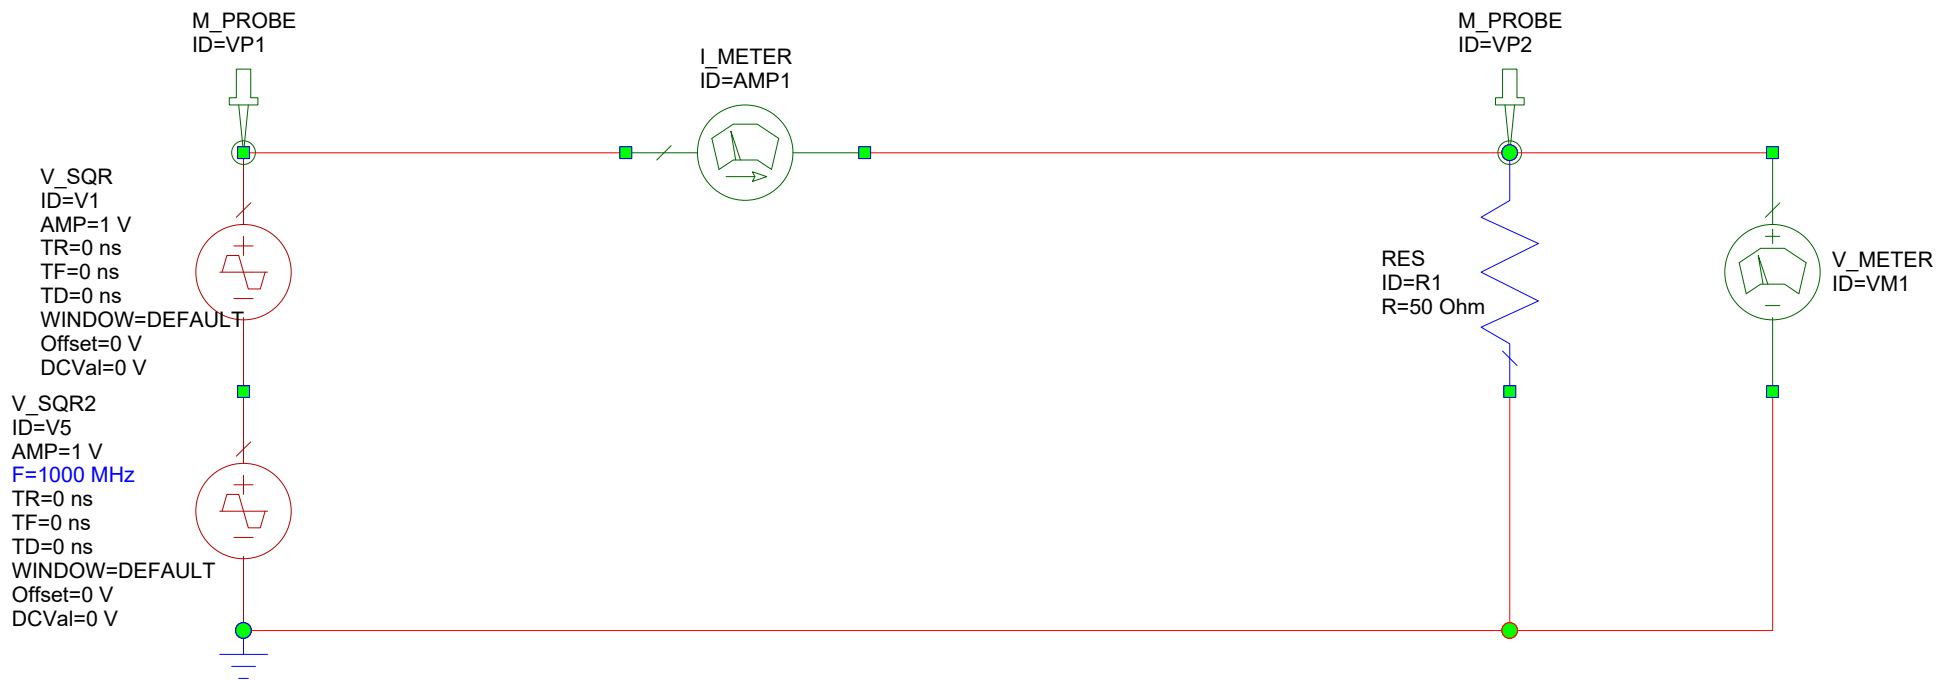 M_PROBE
ID=VP1
I_METER
ID=AMP1
M_PROBE
ID=VP2
V_SQR
ID=V1
AMP=1 V
TR=0 ns
TF=0 ns
TD=0 ns
WINDOW=DEFAULT
Offset=0 V
DCVal=0 V
RES
ID=R1
R=50 Ohm
V_METER
ID=VM1
V_SQR2
ID=V5
AMP=1 V
F=1000 MHz
TR=0 ns
TF=0 ns
TD=0 ns
WINDOW=DEFAULT
Offset=0 V
DCVal=0 V